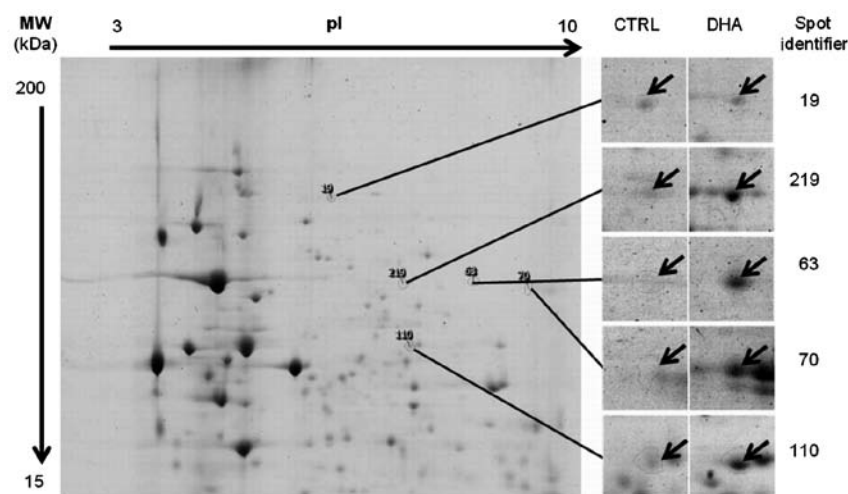 MW
(kDa)
3
pI
10
CTRL
DHA
Spot
identifier
200
15
19
219
63
70
110
19
219
63
70
110